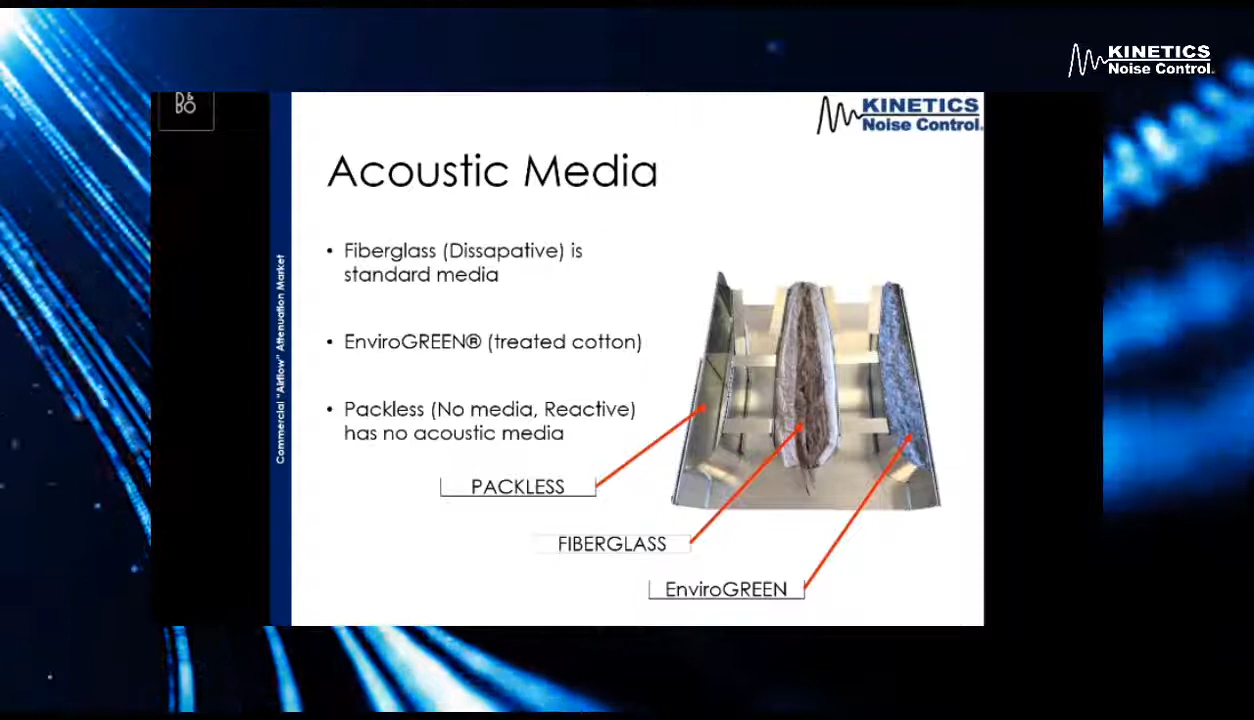 KINETICS
Noise Control.
B&
BO
KINETICS
Noise Control.
Acoustic Media
• Fiberglass (Dissapative) is
standard media
• EnviroGREEN® (treated cotton)
• Packless (No media, Reactive)
has no acoustic media
PACKLESS
FIBERGLASS
EnviroGREEN
Commercial "Airflow" Attenuation Market